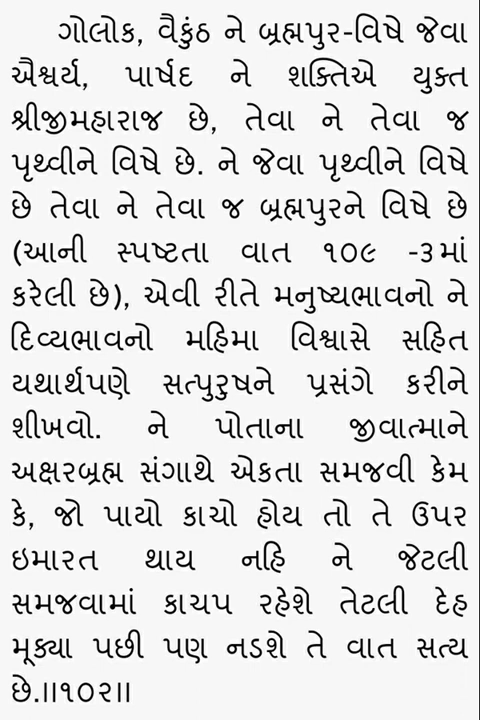 ગોલોક, વૈકુંઠ ને બ્રહ્મપુર-વિષે જેવા
ઐશ્વર્ય, પાર્ષદ ને શક્તિએ યુક્ત
શ્રીજીમહારાજ છે, તેવા ને તેવા જ
પૃથ્વીને વિષે છે. ને જેવા પૃથ્વીને વિષે
છે તેવા ને તેવા જ બ્રહ્મપુરને વિષે છે
(આની સ્પષ્ટતા વાત ૧૦૯ -૩માં
કરેલી છે), એવી રીતે મનુષ્યભાવનો ને
દિવ્યભાવનો મહિમા વિશ્વાસે સહિત
યથાર્થપણે સત્પુરુષને પ્રસંગે કરીને
શીખવો. ને પોતાના જીવાત્માને
અક્ષરબ્રહ્મ સંગાથે એકતા સમજવી કેમ
કે, જો પાયો કાચો હોય તો તે ઉપર
ઇમારત થાય નહિ ને જેટલી
સમજવામાં કાચપ રહેશે તેટલી દેહ
મૂક્યા પછી પણ નડશે તે વાત સત્ય
છે.॥૧૦૨॥